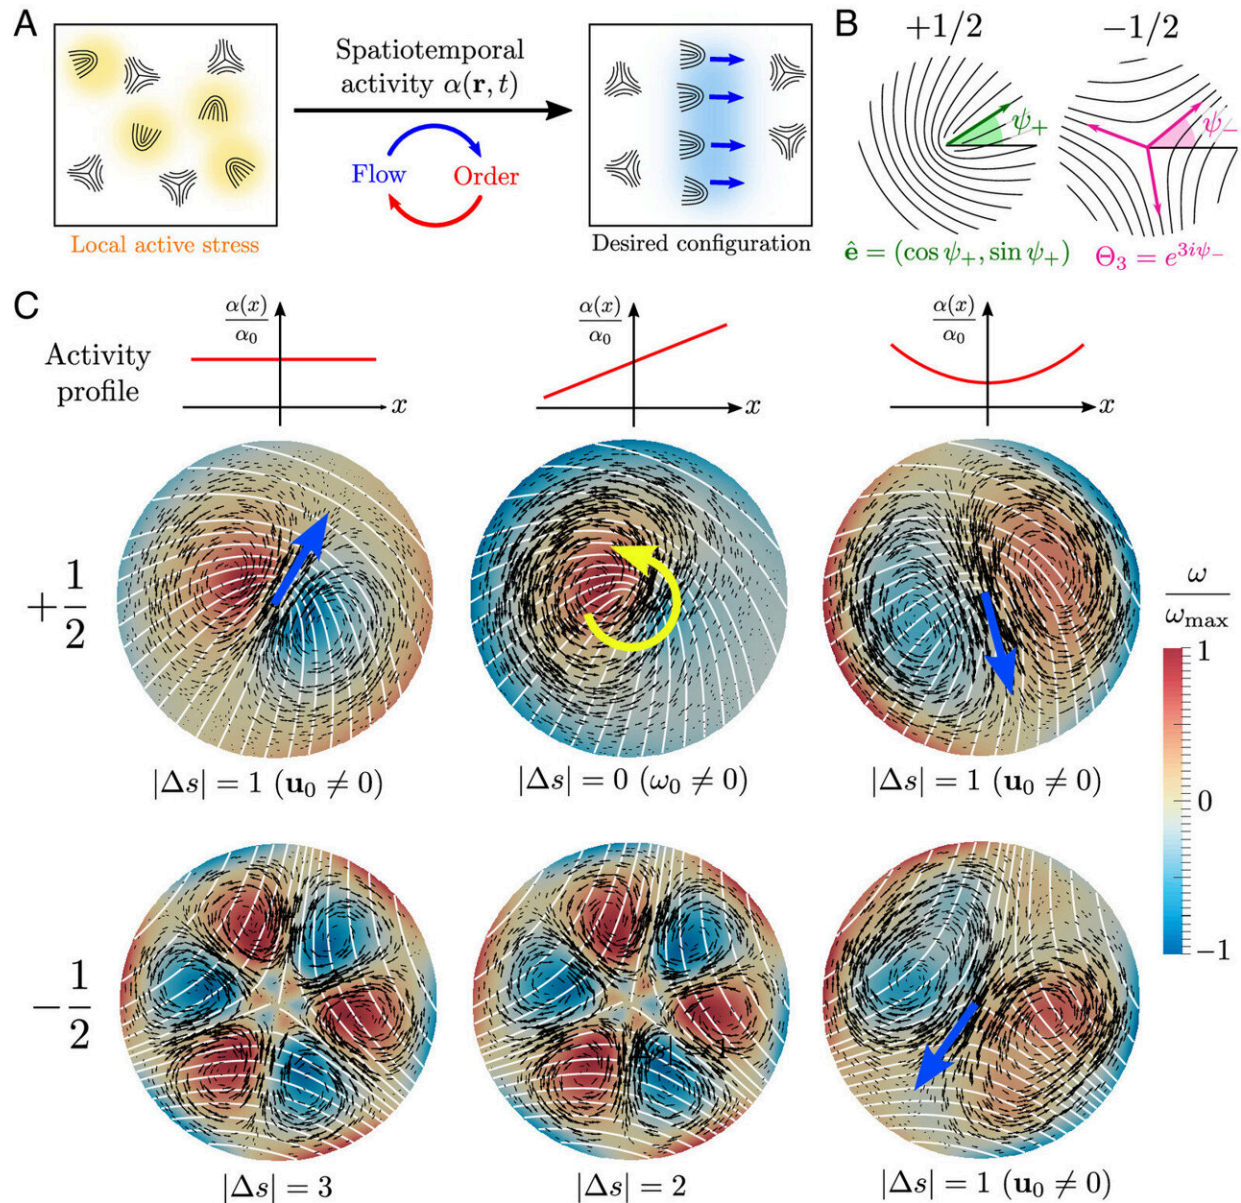 A
Spatiotemporal
activity α(r, t)
Flow
Order
Local active stress
Desired configuration
B
+1/2
−1/2
ψ₊
ψ₋
ê = (cos ψ₊, sin ψ₊)
Θ₃ = e^{3iψ₋}
C
Activity
profile
α(x)/α₀
x
α(x)/α₀
x
α(x)/α₀
x
+1/2
|Δs| = 1 (u₀ ≠ 0)
|Δs| = 0 (ω₀ ≠ 0)
|Δs| = 1 (u₀ ≠ 0)
ω/ω_max
1
0
−1
−1/2
|Δs| = 3
|Δs| = 2
|Δs| = 1 (u₀ ≠ 0)